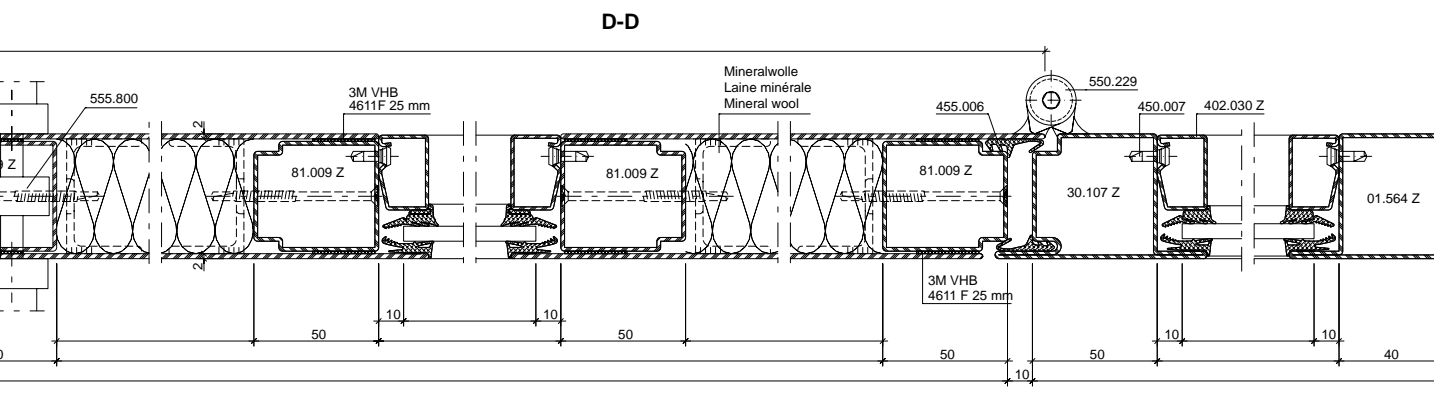 D-D
Mineralwolle
Laine minérale
Mineral wool
550.229
3M VHB
4611F 25 mm
555.800
455.006
450.007
402.030 Z
2
Z
81.009 Z
81.009 Z
81.009 Z
30.107 Z
01.564 Z
2
3M VHB
4611 F 25 mm
10
10
10
10
50
50
50
50
40
10